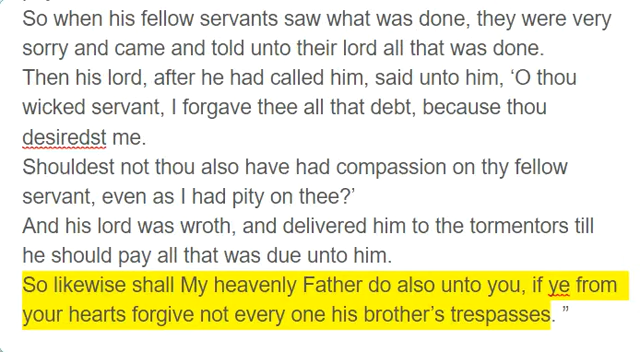 So when his fellow servants saw what was done, they were very
sorry and came and told unto their lord all that was done.
Then his lord, after he had called him, said unto him, ‘O thou
wicked servant, I forgave thee all that debt, because thou
desiredst me.
Shouldest not thou also have had compassion on thy fellow
servant, even as I had pity on thee?’
And his lord was wroth, and delivered him to the tormentors till
he should pay all that was due unto him.
So likewise shall My heavenly Father do also unto you, if ye from
your hearts forgive not every one his brother’s trespasses. ”